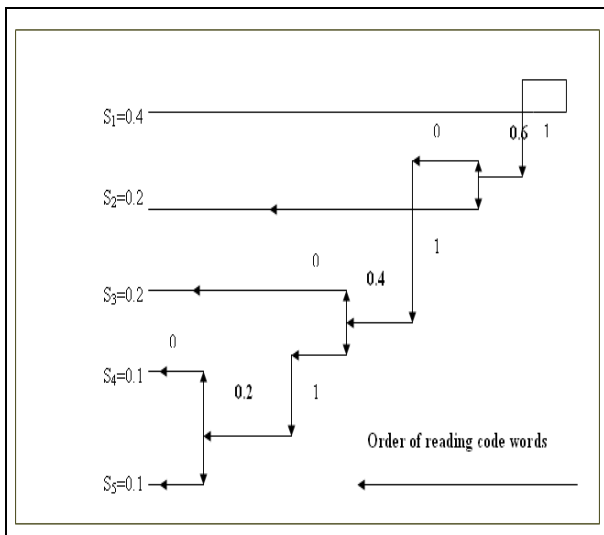 S1=0.4
0 0.6 1
S2=0.2
1
0
0.4
S3=0.2
0
S4=0.1
0.2 1
Order of reading code words
S5=0.1